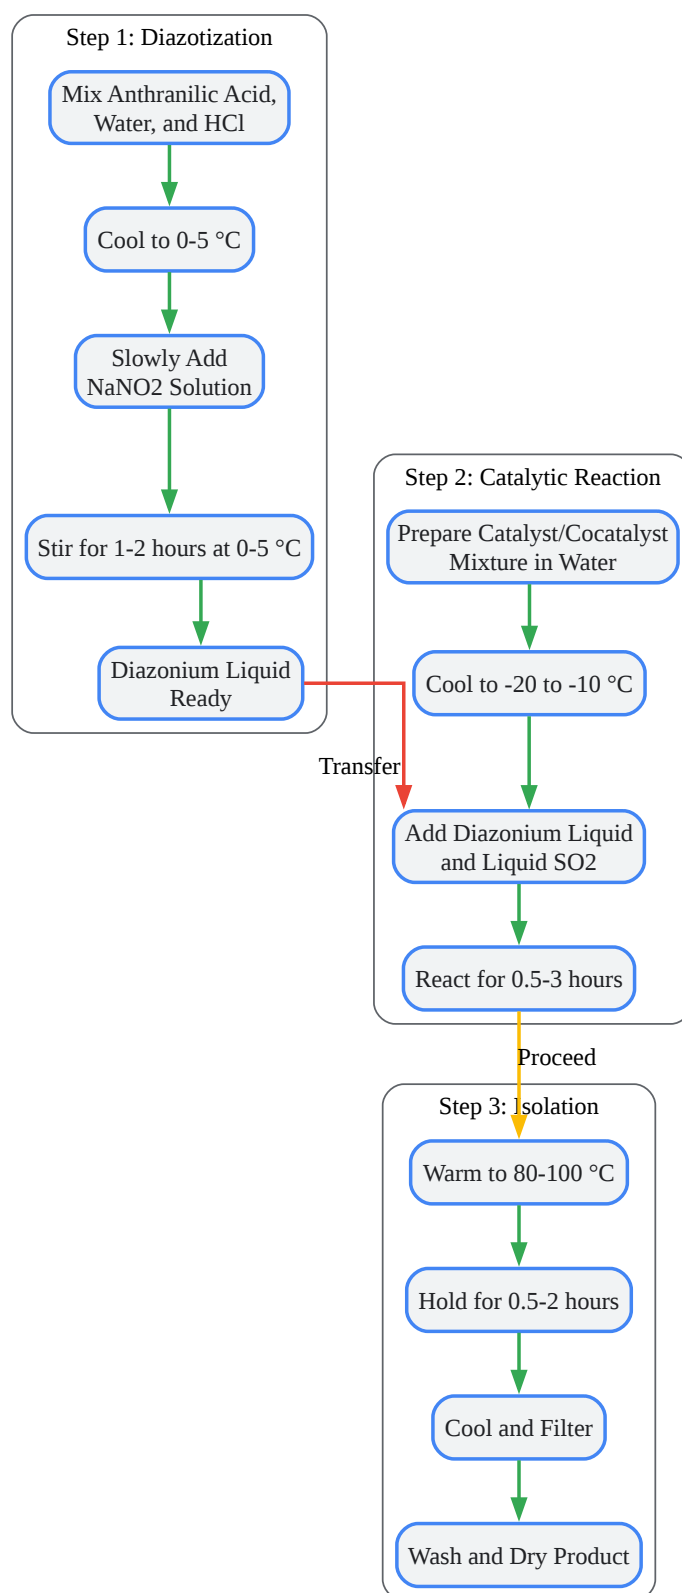 Step 1: Diazotization
Mix Anthranilic Acid,
Water, and HCl
Cool to 0-5 °C
Slowly Add
NaNO2 Solution
Stir for 1-2 hours at 0-5 °C
Diazonium Liquid
Ready
Transfer
Step 2: Catalytic Reaction
Prepare Catalyst/Cocatalyst
Mixture in Water
Cool to -20 to -10 °C
Add Diazonium Liquid
and Liquid SO2
React for 0.5-3 hours
Proceed
Step 3: Isolation
Warm to 80-100 °C
Hold for 0.5-2 hours
Cool and Filter
Wash and Dry Product